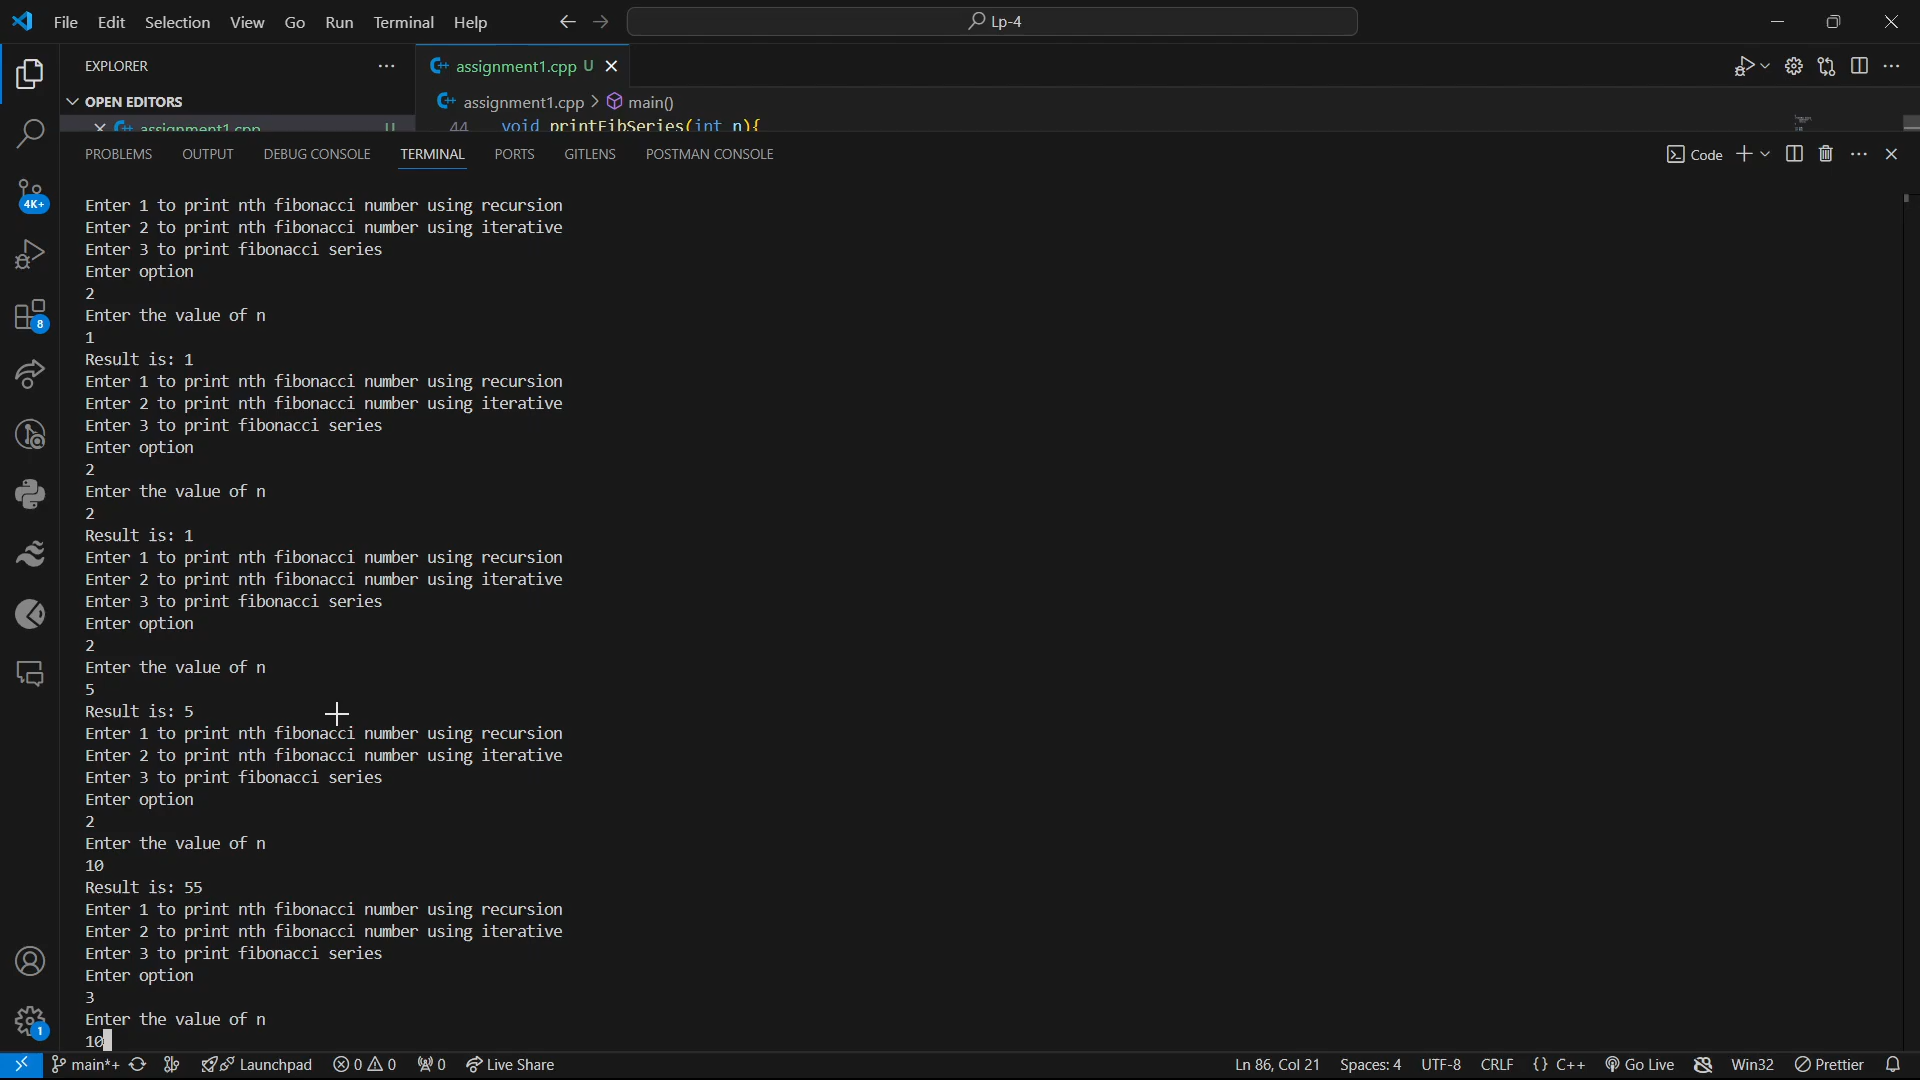 File Edit Selection View Go Run Terminal Help
Lp-4
EXPLORER
assignment1.cpp U
OPEN EDITORS
assignment1.cpp > main()
assignment1.cpp U
44 void printFibSeries(int n){
PROBLEMS OUTPUT DEBUG CONSOLE TERMINAL PORTS GITLENS POSTMAN CONSOLE
Code
Enter 1 to print nth fibonacci number using recursion
Enter 2 to print nth fibonacci number using iterative
Enter 3 to print fibonacci series
Enter option
2
Enter the value of n
1
Result is: 1
Enter 1 to print nth fibonacci number using recursion
Enter 2 to print nth fibonacci number using iterative
Enter 3 to print fibonacci series
Enter option
2
Enter the value of n
2
Result is: 1
Enter 1 to print nth fibonacci number using recursion
Enter 2 to print nth fibonacci number using iterative
Enter 3 to print fibonacci series
Enter option
2
Enter the value of n
5
Result is: 5
Enter 1 to print nth fibonacci number using recursion
Enter 2 to print nth fibonacci number using iterative
Enter 3 to print fibonacci series
Enter option
2
Enter the value of n
10
Result is: 55
Enter 1 to print nth fibonacci number using recursion
Enter 2 to print nth fibonacci number using iterative
Enter 3 to print fibonacci series
Enter option
3
Enter the value of n
10
4K+
8
1
main*+ Launchpad 0 0 0 Live Share Ln 86, Col 21 Spaces: 4 UTF-8 CRLF {} C++ Go Live Win32 Prettier